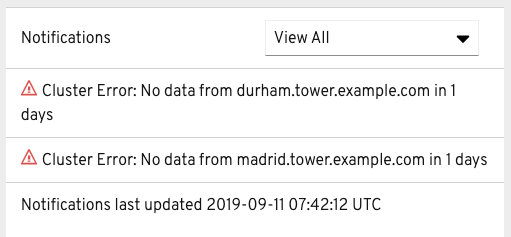 Notifications
View All
Cluster Error: No data from durham.tower.example.com in 1
days
Cluster Error: No data from madrid.tower.example.com in 1 days
Notifications last updated 2019-09-11 07:42:12 UTC